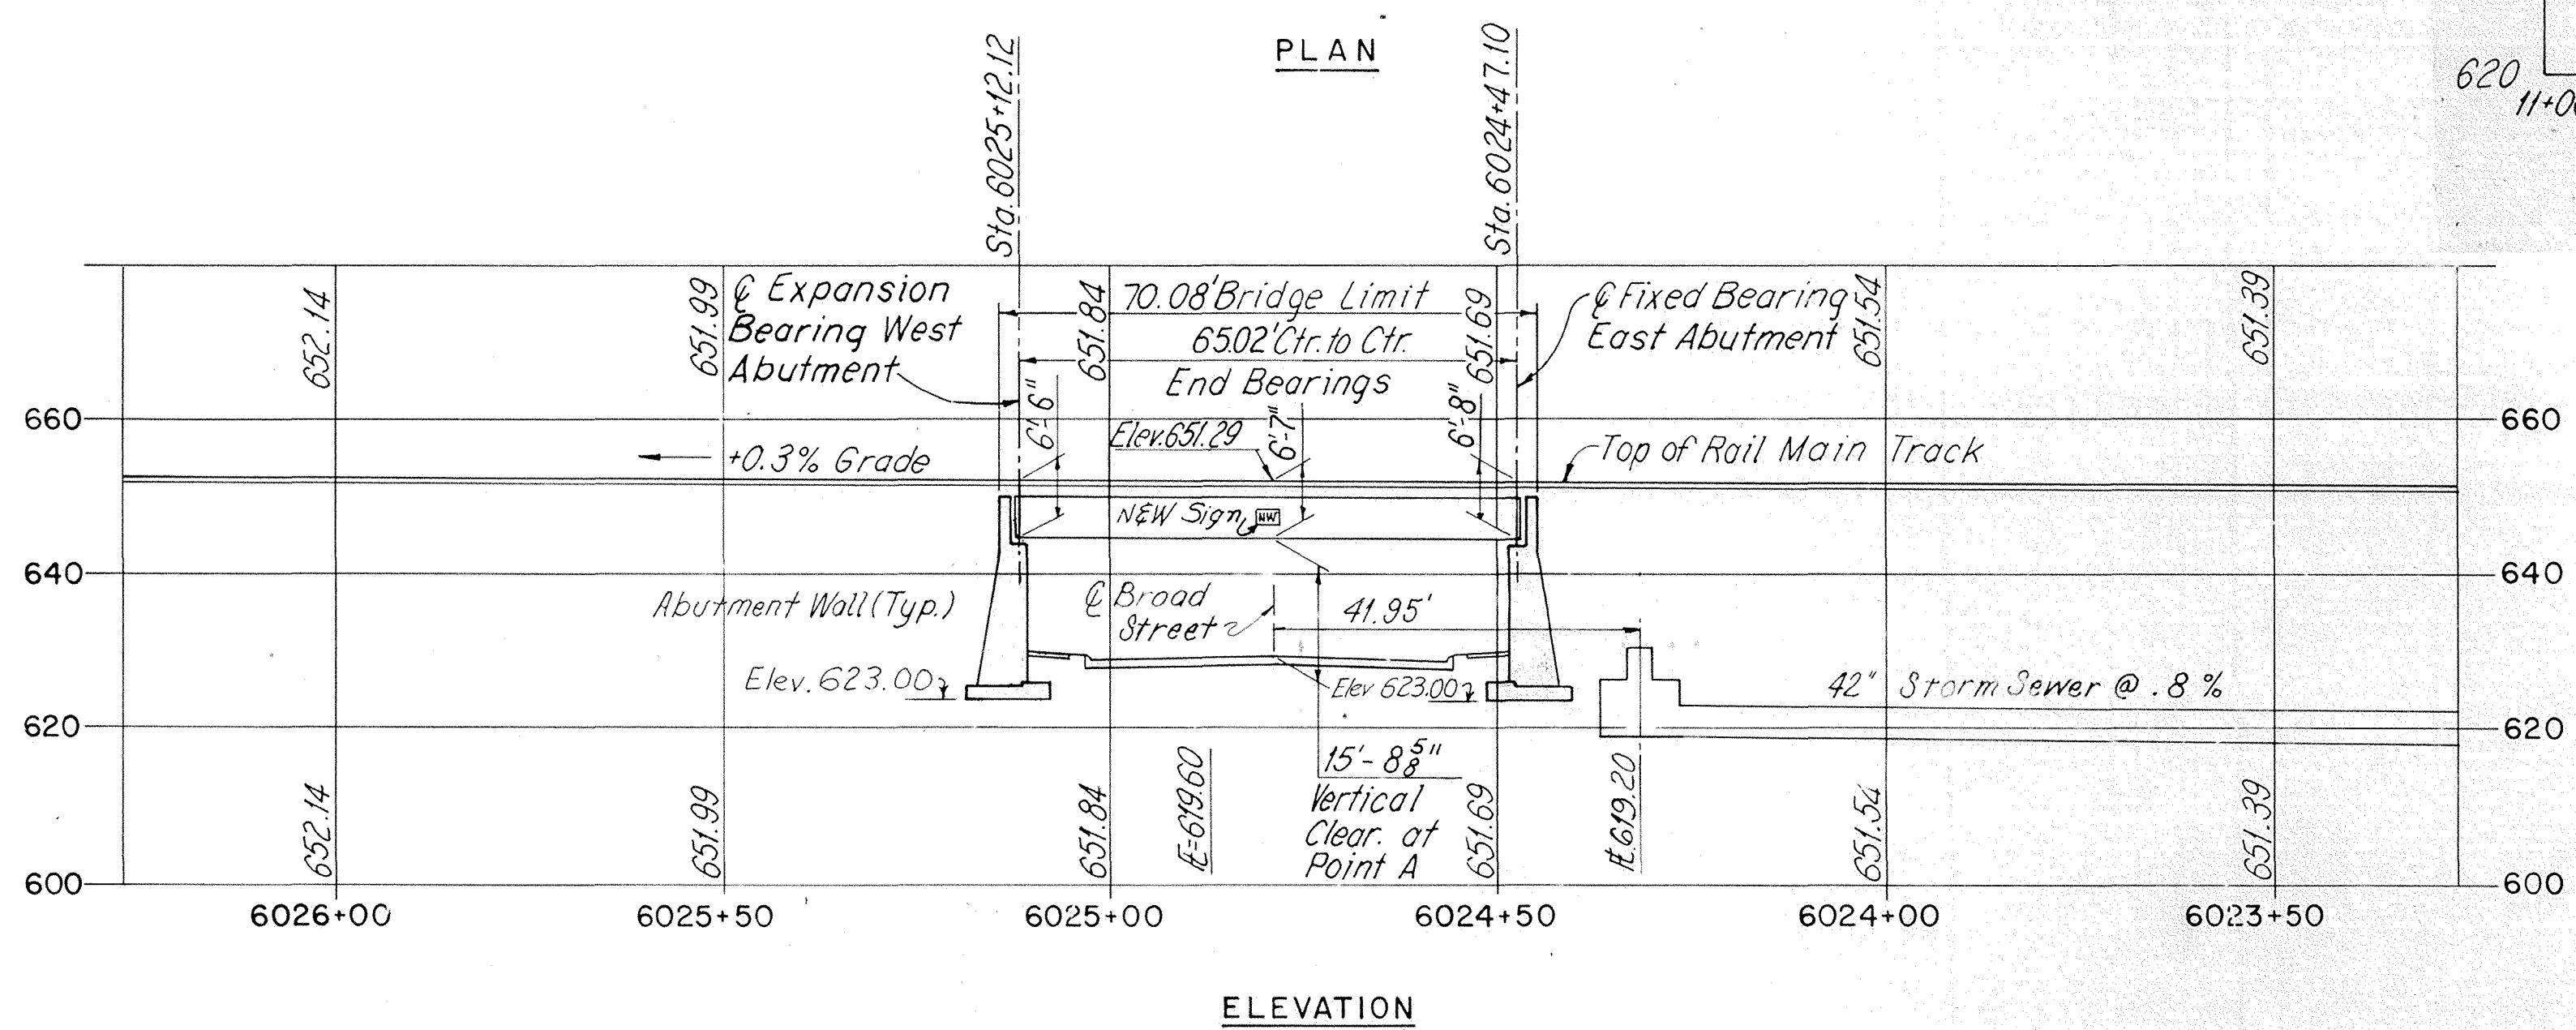 PLAN
620
11+0
Sta. 6025+12.12
Sta. 6024+47.10
652.14
651.99
℄ Expansion
Bearing West
Abutment
651.84
70.08' Bridge Limit
65.02' Ctr. to Ctr.
End Bearings
651.69
℄ Fixed Bearing
East Abutment
651.54
651.39
6'-6"
6'-7"
6'-8"
660
660
+0.3% Grade
Elev. 651.29
Top of Rail Main Track
N&W Sign
NW
640
640
Abutment Wall (Typ.)
℄ Broad
Street
41.95'
Elev. 623.00
Elev 623.00
42" Storm Sewer @ .8 %
620
620
15'-8 5/8"
Vertical
Clear. at
Point A
652.14
651.99
651.84
=619.60
651.69
619.20
651.54
651.39
600
600
6026+00
6025+50
6025+00
6024+50
6024+00
6023+50
ELEVATION